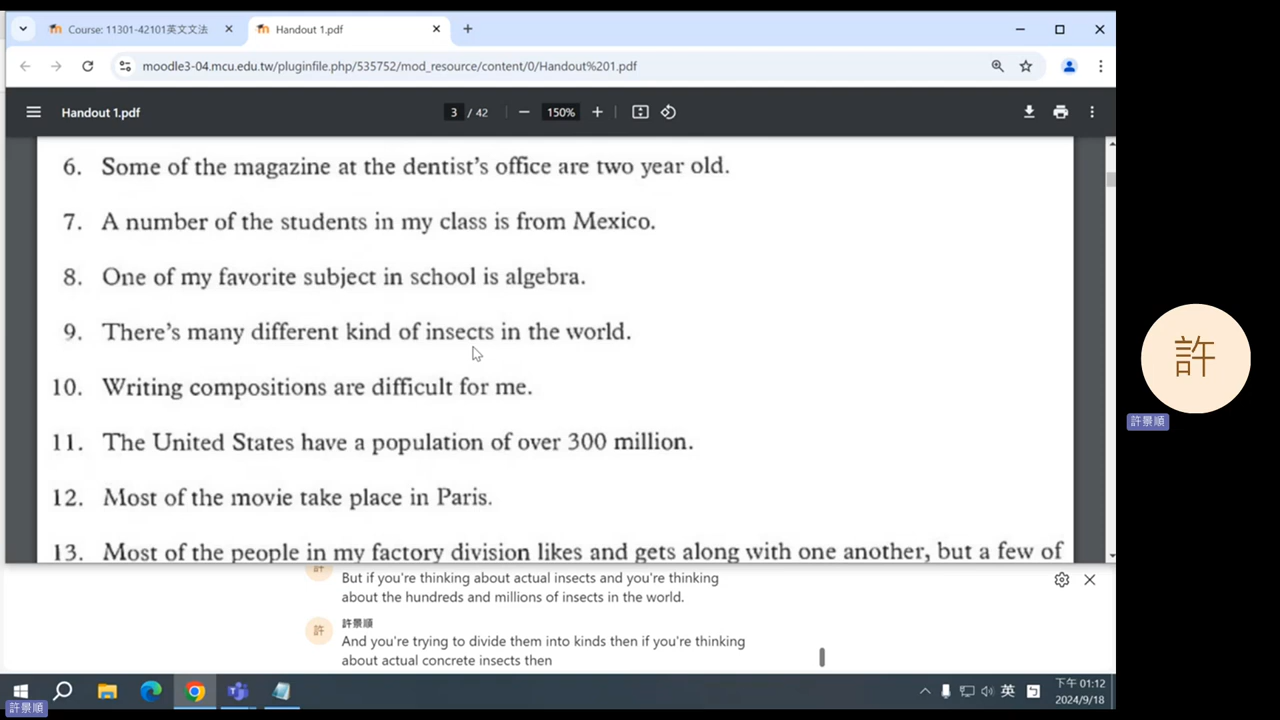 Course: 11301-42101英文文法
Handout 1.pdf
moodle3-04.mcu.edu.tw/pluginfile.php/535752/mod_resource/content/0/Handout%201.pdf
Handout 1.pdf
3 / 42
150%
6. Some of the magazine at the dentist's office are two year old.
7. A number of the students in my class is from Mexico.
8. One of my favorite subject in school is algebra.
9. There's many different kind of insects in the world.
10. Writing compositions are difficult for me.
11. The United States have a population of over 300 million.
12. Most of the movie take place in Paris.
13. Most of the people in my factory division likes and gets along with one another, but a few of
許
許景順
許
But if you're thinking about actual insects and you're thinking
about the hundreds and millions of insects in the world.
許景順
許
And you're trying to divide them into kinds then if you're thinking
about actual concrete insects then
英
ㄅ
下午 01:12
2024/9/18
許景順